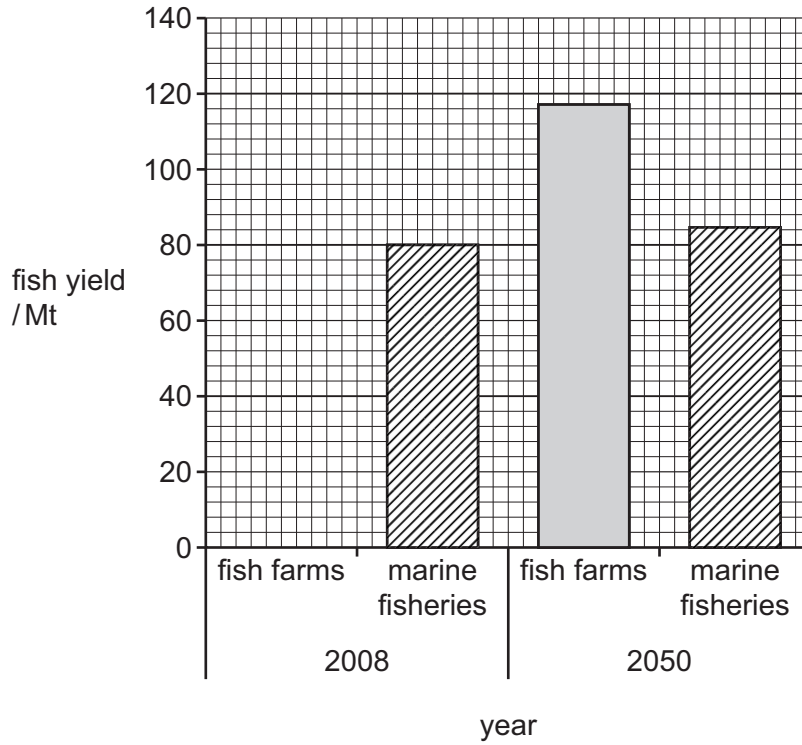 140
120
100
80
60
40
20
0
fish yield
/ Mt
fish farms
marine
fisheries
fish farms
marine
fisheries
2008
2050
year